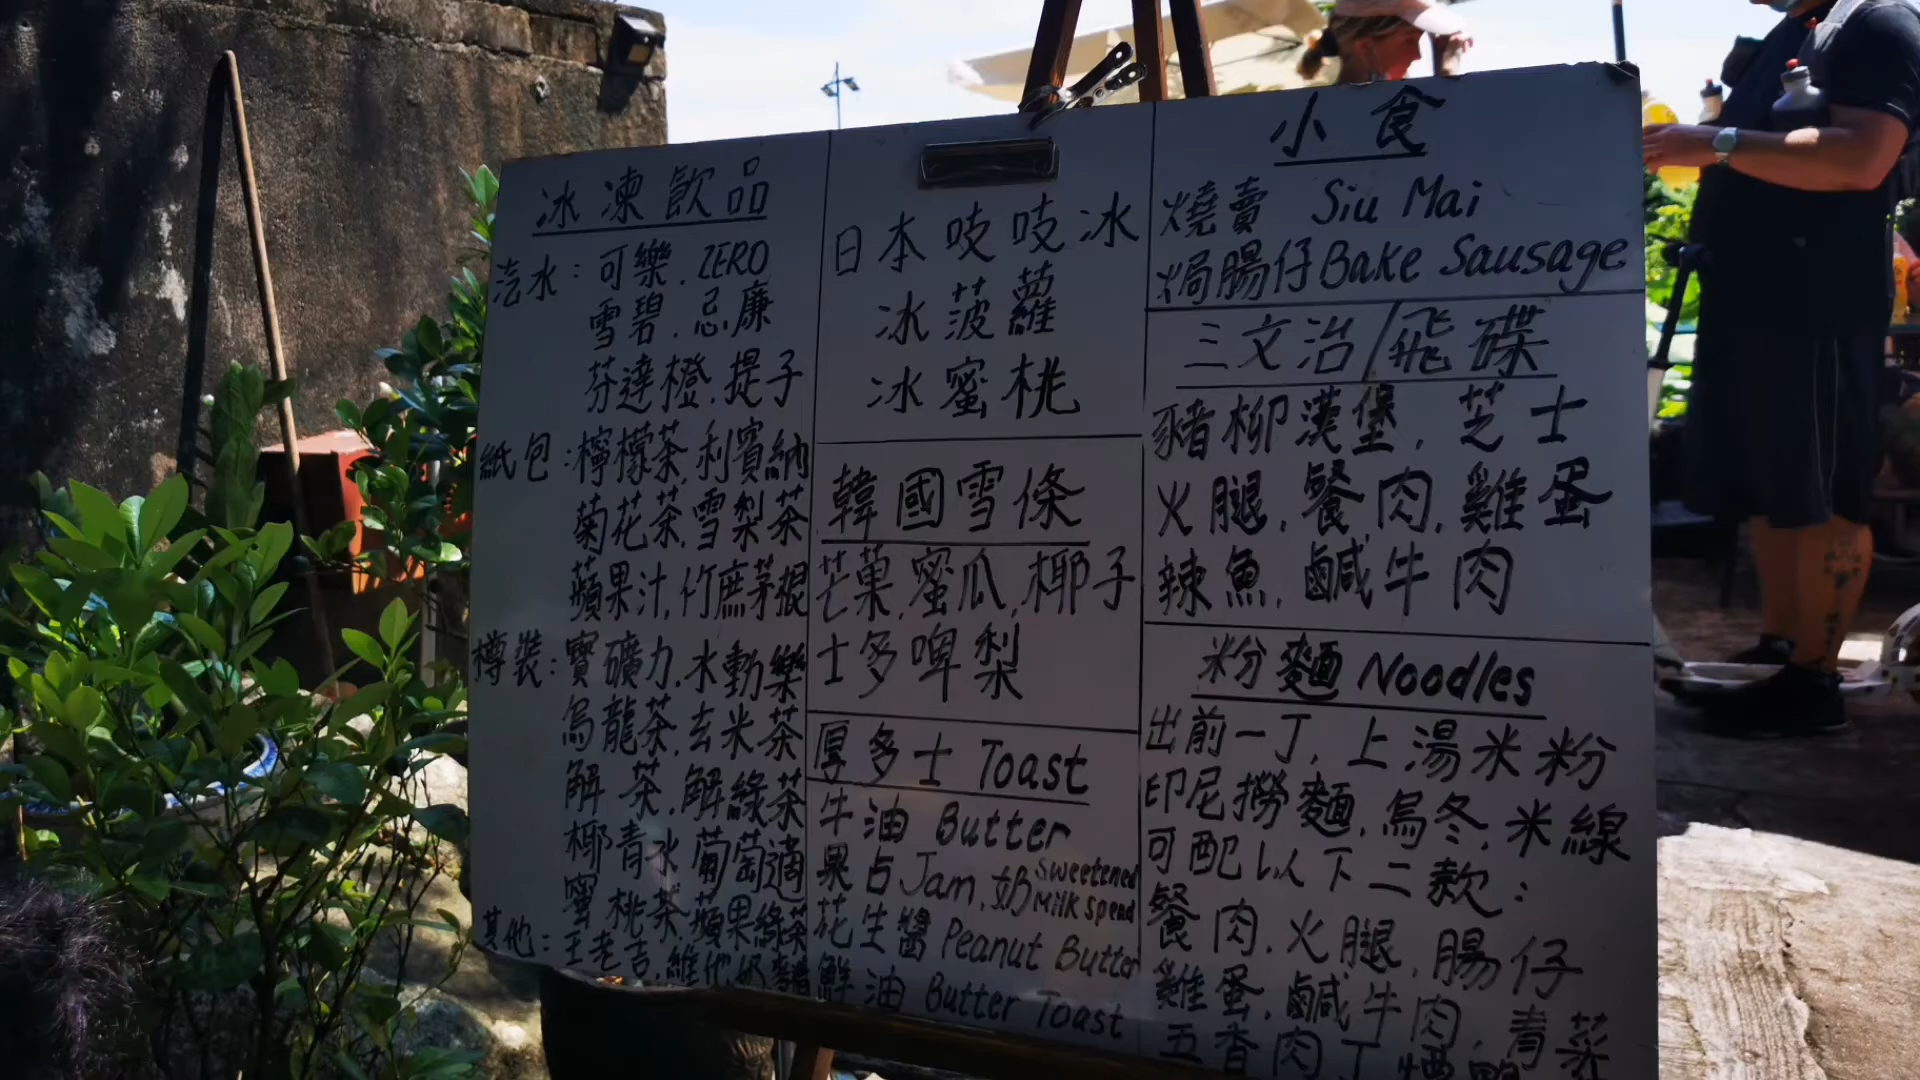 冰凍飲品
汽水：可樂．ZERO
雪碧．忌廉
芬達橙．提子
紙包：檸檬茶．利賓納
菊花茶．雪梨茶
蘋果汁．竹庶茅根
樽裝：寶礦力．水動樂
烏龍茶．玄米茶
解茶．解綠茶
椰青水．葡萄適
蜜桃茶．蘋果綠茶
其他：王老吉．維他奶
日本吱吱冰
冰菠蘿
冰蜜桃
韓國雪條
芒菓．蜜瓜．椰子
士多啤梨
厚多士 Toast
牛油 Butter
果占 Jam．奶 Sweetened
Milk Spead
花生醬 Peanut Butter
鮮油 Butter Toast
小食
燒賣 Siu Mai
焗腸仔 Bake Sausage
三文治/飛碟
豬柳漢堡．芝士
火腿．餐肉．雞蛋
辣魚．鹹牛肉
粉麵 Noodles
出前一丁．上湯米粉
印尼撈麵．烏冬．米線
可配以下二款：
餐肉．火腿．腸仔
雞蛋．鹹牛肉．青菜
五香肉丁